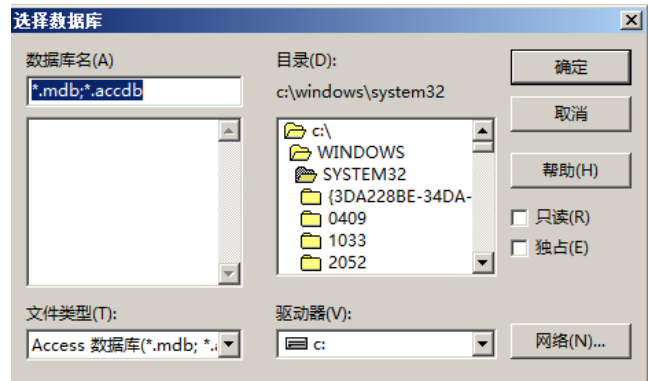 选择数据库
数据库名(A)
*.mdb;*.accdb
文件类型(T):
Access 数据库(*.mdb; *.a
目录(D):
c:\windows\system32
c:\
WINDOWS
SYSTEM32
{3DA228BE-34DA-
0409
1033
2052
驱动器(V):
c:
确定
取消
帮助(H)
只读(R)
独占(E)
网络(N)...